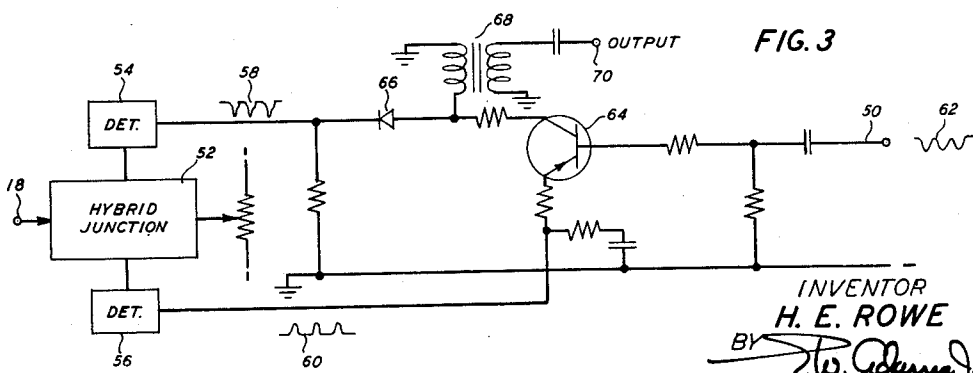 68
FIG. 3
OUTPUT
70
54
58
66
64
50
62
DET.
52
18
HYBRID
JUNCTION
DET.
56
60
INVENTOR
H. E. ROWE
BY